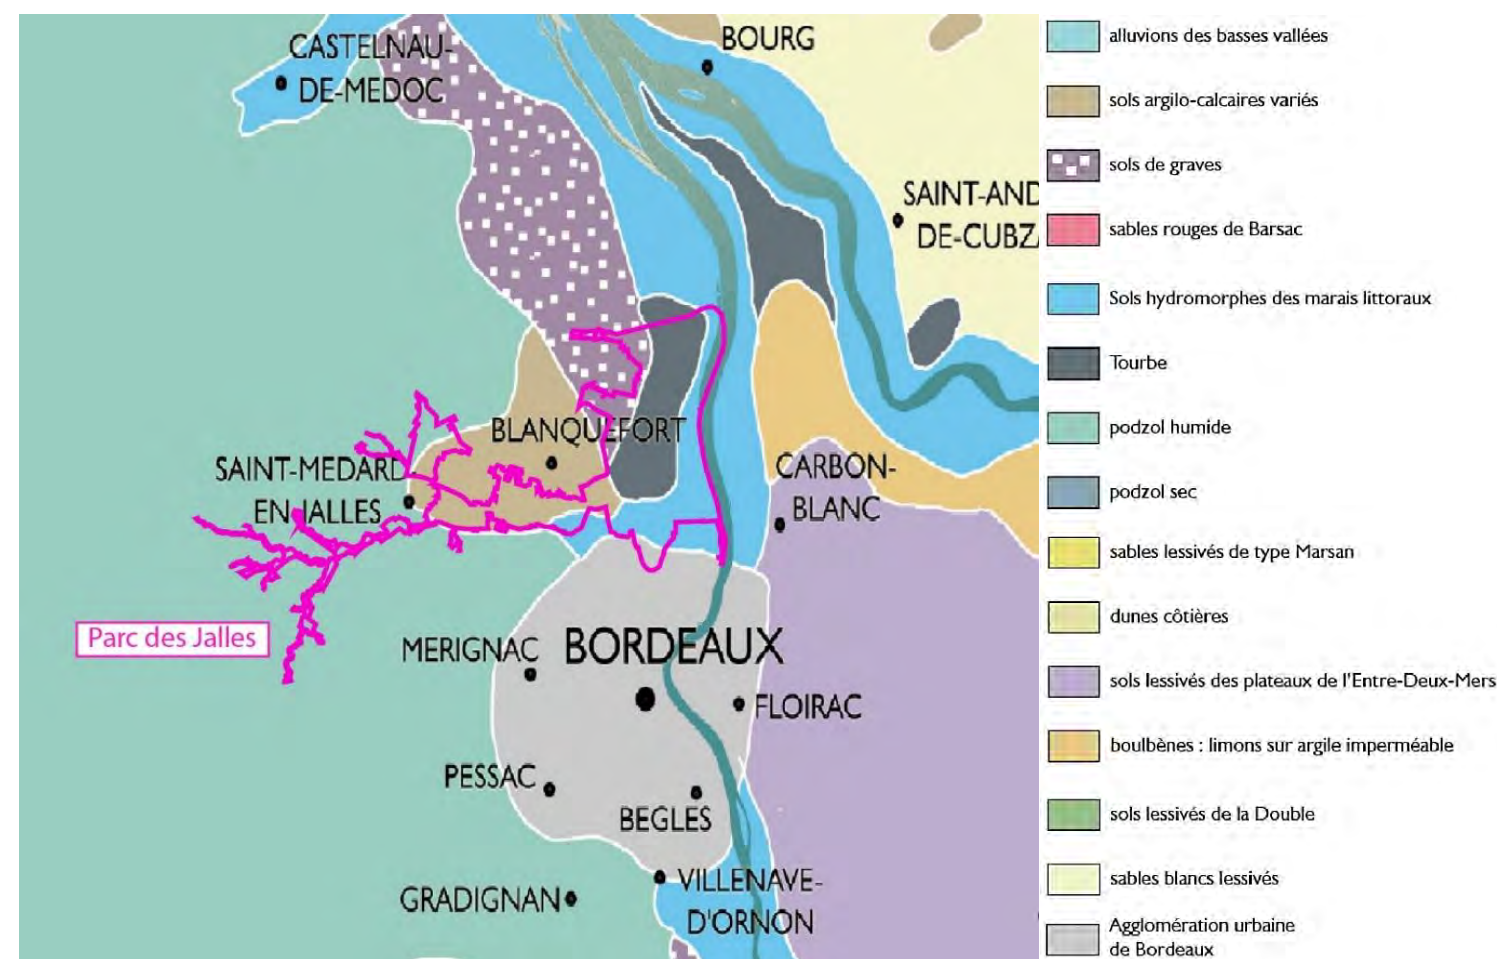 CASTELNAU-
DE-MEDOC
BOURG
SAINT-AND
DE-CUBZA
BLANQUEFORT
SAINT-MEDARD-
EN-JALLES
CARBON-
BLANC
Parc des Jalles
MERIGNAC
BORDEAUX
FLOIRAC
PESSAC
BEGLES
VILLENAVE-
D'ORNON
GRADIGNAN
alluvions des basses vallées
sols argilo-calcaires variés
sols de graves
sables rouges de Barsac
Sols hydromorphes des marais littoraux
Tourbe
podzol humide
podzol sec
sables lessivés de type Marsan
dunes côtières
sols lessivés des plateaux de l'Entre-Deux-Mers
boulbènes : limons sur argile imperméable
sols lessivés de la Double
sables blancs lessivés
Agglomération urbaine
de Bordeaux